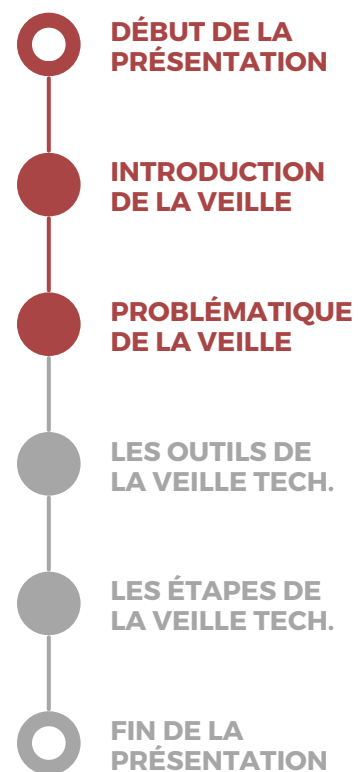 DÉBUT DE LA
PRÉSENTATION
INTRODUCTION
DE LA VEILLE
PROBLÉMATIQUE
DE LA VEILLE
LES OUTILS DE
LA VEILLE TECH.
LES ÉTAPES DE
LA VEILLE TECH.
FIN DE LA
PRÉSENTATION